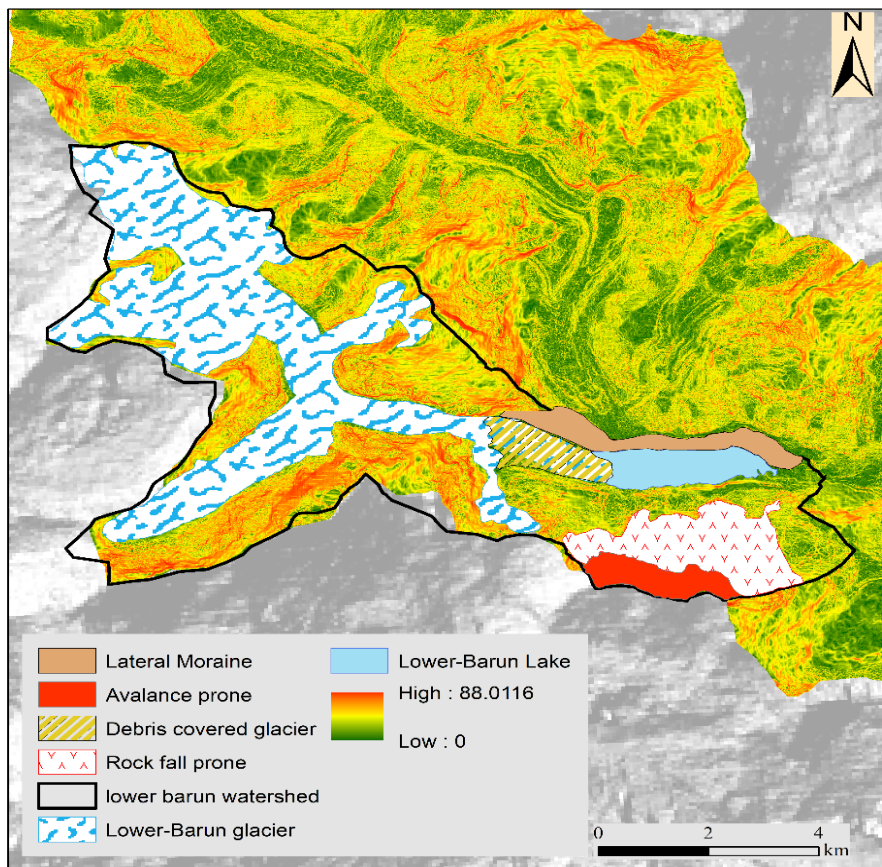 N
Lateral Moraine
Avalance prone
Debris covered glacier
Rock fall prone
lower barun watershed
Lower-Barun glacier
Lower-Barun Lake
High : 88.0116
Low : 0
0 2 4
km